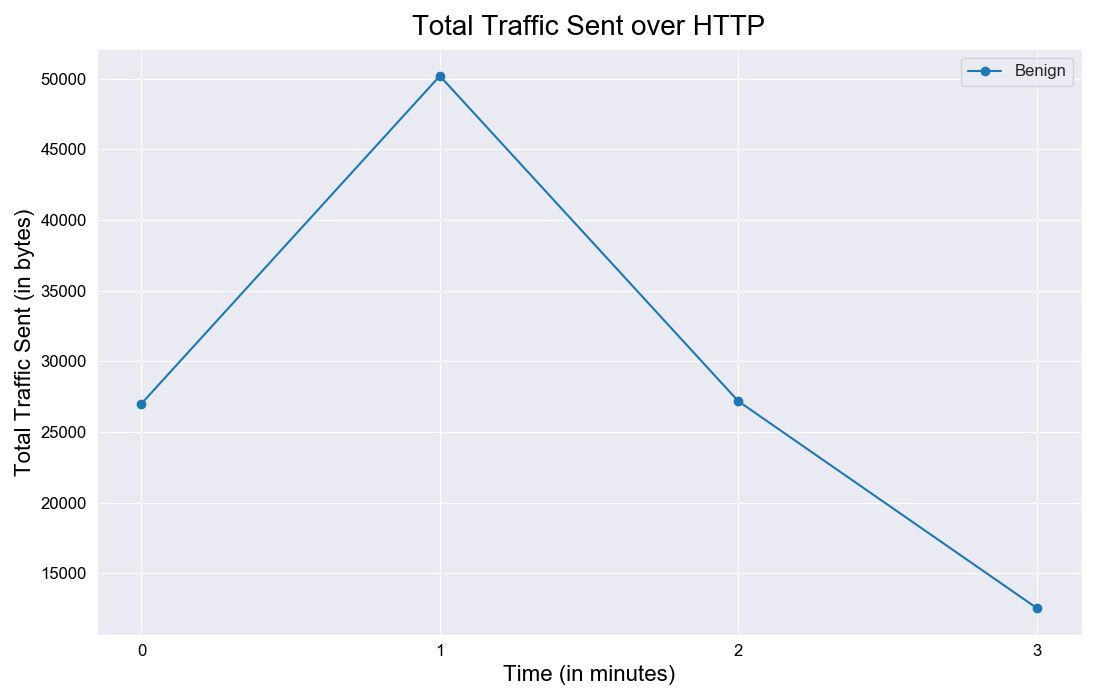 Total Traffic Sent over HTTP
Benign
Total Traffic Sent (in bytes)
50000
45000
40000
35000
30000
25000
20000
15000
0 1 2 3
Time (in minutes)